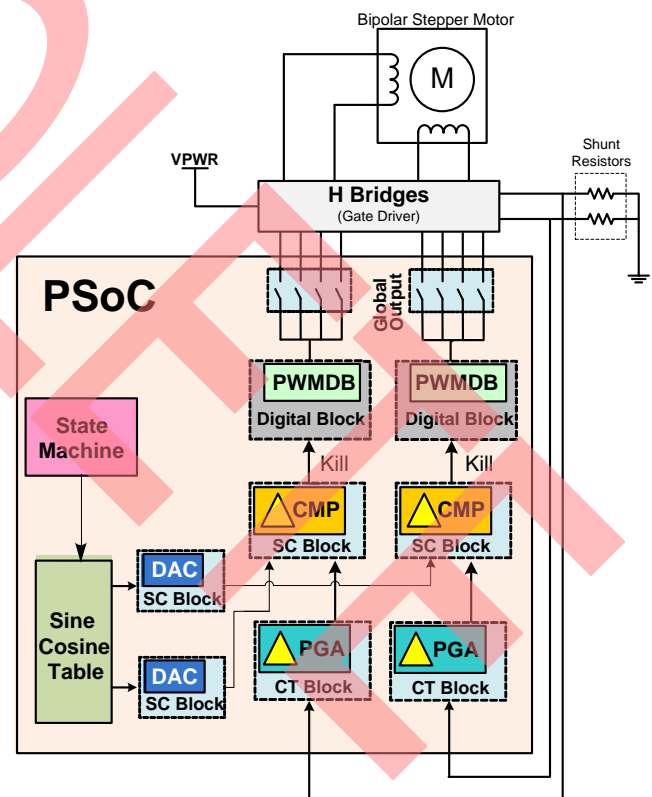 Bipolar Stepper Motor
M
Shunt
Resistors
VPWR
H Bridges
(Gate Driver)
PSoC
Global
Output
PWMDB
Digital Block
PWMDB
Digital Block
State
Machine
Kill
Kill
CMP
SC Block
CMP
SC Block
DAC
SC Block
Sine
Cosine
Table
PGA
CT Block
PGA
CT Block
DAC
SC Block